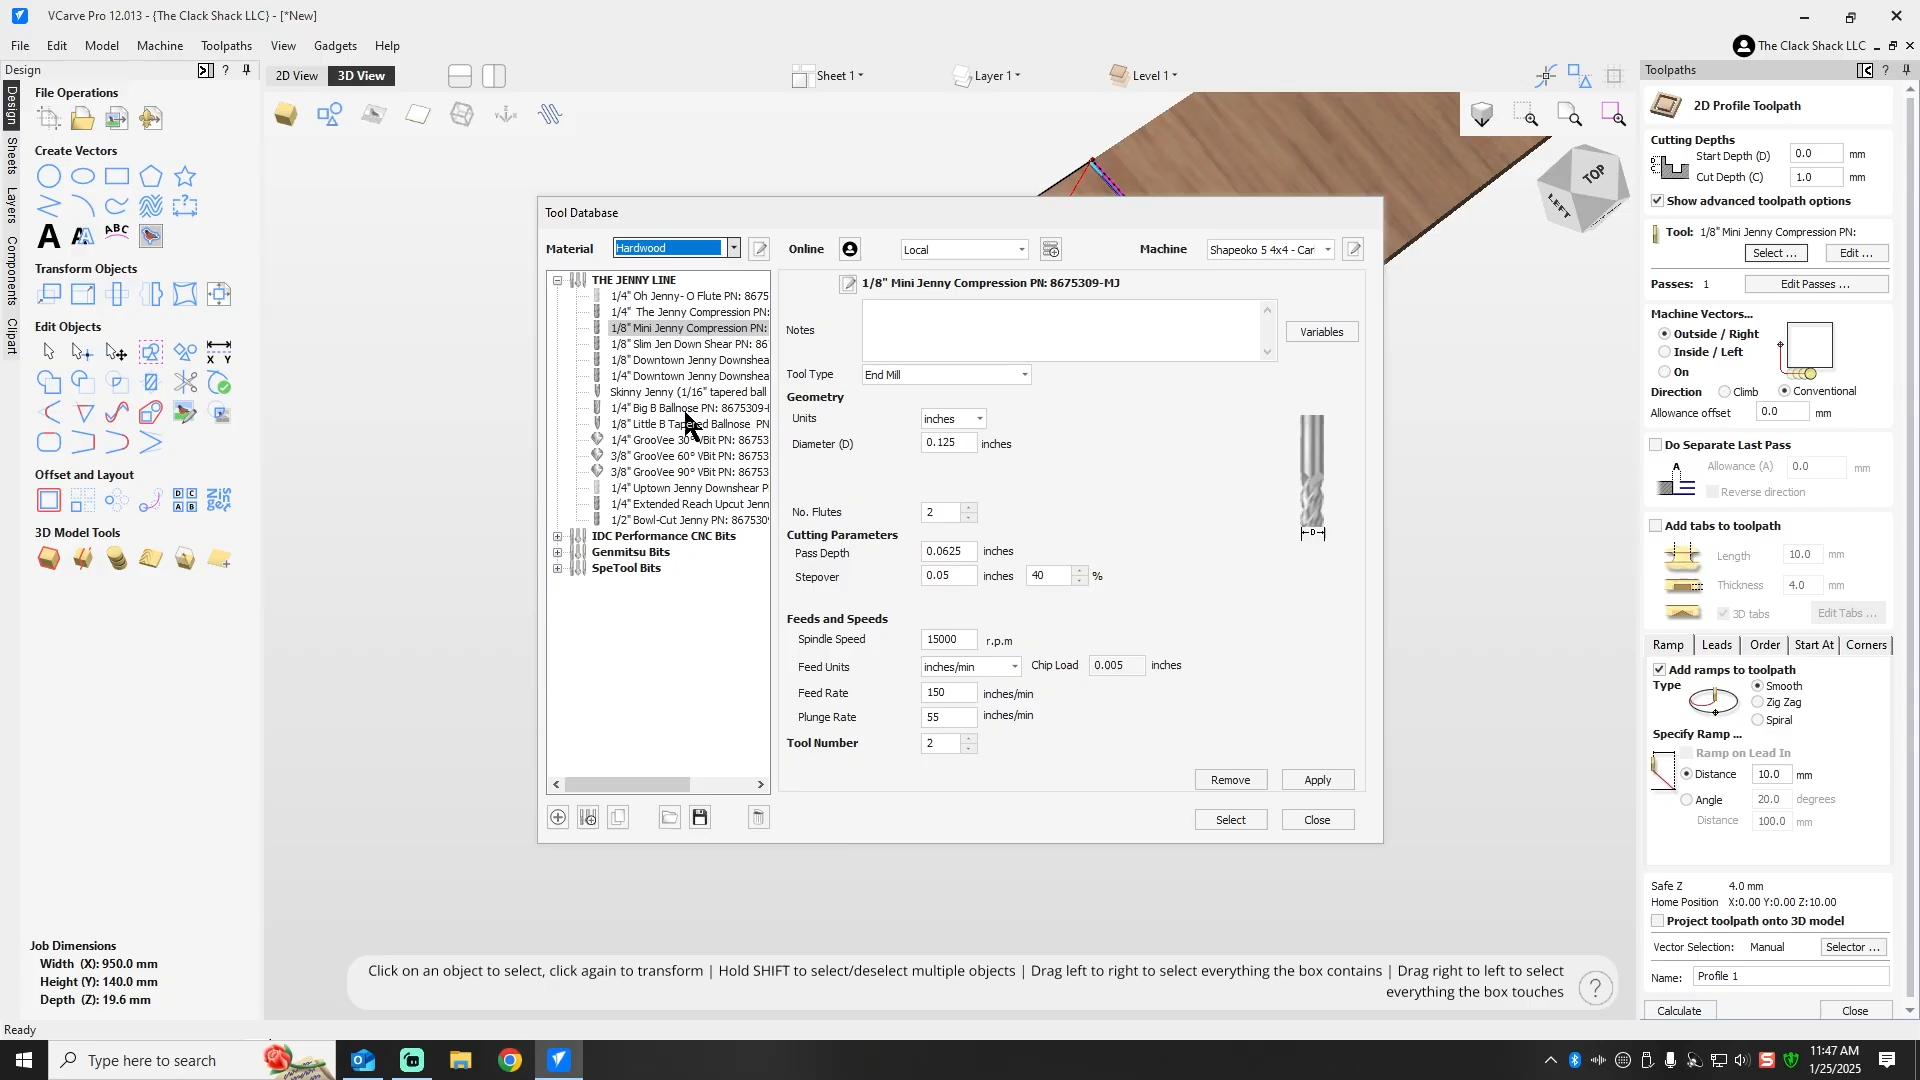 VCarve Pro 12.013 - {The Clack Shack LLC} - [*New]
File Edit Model Machine Toolpaths View Gadgets Help
The Clack Shack LLC
Design
2D View 3D View
Sheet 1
Layer 1
Level 1
Toolpaths
Design
Sheets
Layers
Components
Clipart
File Operations
Create Vectors
Transform Objects
Edit Objects
Offset and Layout
3D Model Tools
Job Dimensions
Width (X): 950.0 mm
Height (Y): 140.0 mm
Depth (Z): 19.6 mm
TOP
LEFT
Tool Database
Material Hardwood Online Local Machine Shapeoko 5 4x4 - Car
THE JENNY LINE
1/4" Oh Jenny- O Flute PN: 8675
1/4" The Jenny Compression PN:
1/8" Mini Jenny Compression PN:
1/8" Slim Jen Down Shear PN: 86
1/8" Downtown Jenny Downshea
1/4" Downtown Jenny Downshea
Skinny Jenny (1/16" tapered ball
1/4" Big B Ballnose PN: 8675309-
1/8" Little B Tapered Ballnose PN
1/4" GrooVee 30° VBit PN: 86753
3/8" GrooVee 60° VBit PN: 86753
3/8" GrooVee 90° VBit PN: 86753
1/4" Uptown Jenny Downshear P
1/4" Extended Reach Upcut Jenn
1/2" Bowl-Cut Jenny PN: 867530
IDC Performance CNC Bits
Genmitsu Bits
SpeTool Bits
1/8" Mini Jenny Compression PN: 8675309-MJ
Notes
Variables
Tool Type End Mill
Geometry
Units inches
Diameter (D) 0.125 inches
No. Flutes 2
D
Cutting Parameters
Pass Depth 0.0625 inches
Stepover 0.05 inches 40 %
Feeds and Speeds
Spindle Speed 15000 r.p.m
Feed Units inches/min Chip Load 0.005 inches
Feed Rate 150 inches/min
Plunge Rate 55 inches/min
Tool Number 2
Remove Apply
Select Close
2D Profile Toolpath
Cutting Depths
Start Depth (D) 0.0 mm
Cut Depth (C) 1.0 mm
Show advanced toolpath options
Tool: 1/8" Mini Jenny Compression PN:
Select ... Edit ...
Passes: 1 Edit Passes ...
Machine Vectors...
Outside / Right
Inside / Left
On
Direction Climb Conventional
Allowance offset 0.0 mm
Do Separate Last Pass
A
Allowance (A) 0.0 mm
Reverse direction
Add tabs to toolpath
Length 10.0 mm
Thickness 4.0 mm
3D tabs Edit Tabs ...
Ramp Leads Order Start At Corners
Add ramps to toolpath
Type Smooth
Zig Zag
Spiral
Specify Ramp ...
Ramp on Lead In
Distance 10.0 mm
Angle 20.0 degrees
Distance 100.0 mm
Safe Z 4.0 mm
Home Position X:0.00 Y:0.00 Z:10.00
Project toolpath onto 3D model
Vector Selection: Manual Selector ...
Name: Profile 1
Calculate Close
Click on an object to select, click again to transform | Hold SHIFT to select/deselect multiple objects | Drag left to right to select everything the box contains | Drag right to left to select
everything the box touches
Ready
Type here to search
11:47 AM
1/25/2025